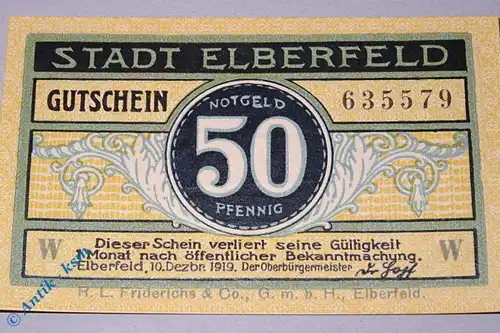 STADT ELBERFELD
GUTSCHEIN
NOTGELD
635579
50
PFENNIG
W
W
Dieser Schein verliert seine Gültigkeit
1 Monat nach öffentlicher Bekanntmachung.
Elberfeld, 10. Dezbr. 1919. Der Oberbürgermeister
R. L. Friderichs & Co., G. m. b. H., Elberfeld.
© Antik_ksk